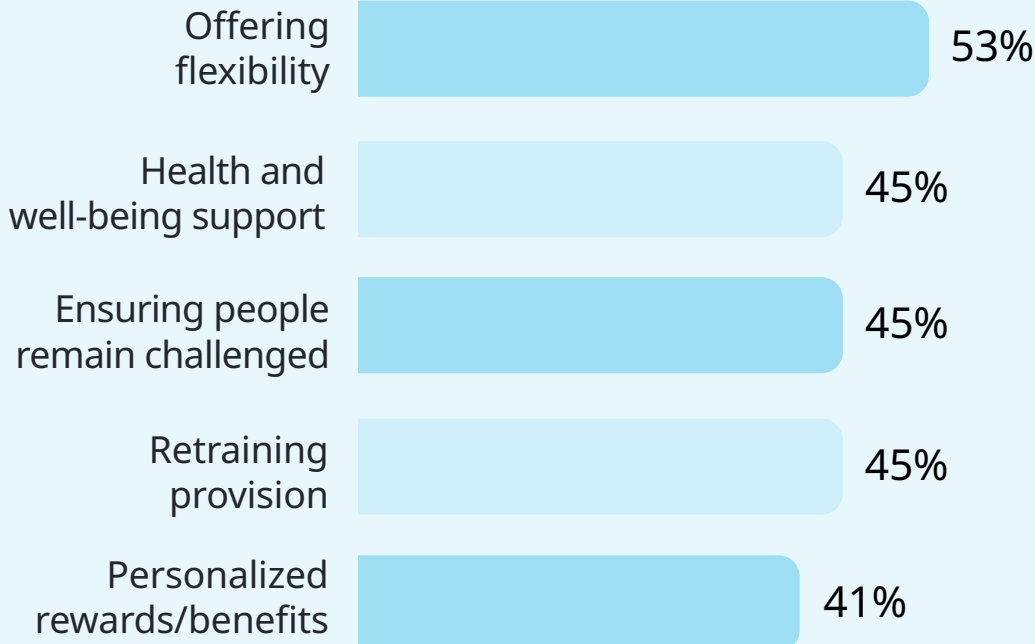 Offering
flexibility
53%
Health and
well-being support
45%
Ensuring people
remain challenged
45%
Retraining
provision
45%
Personalized
rewards/benefits
41%